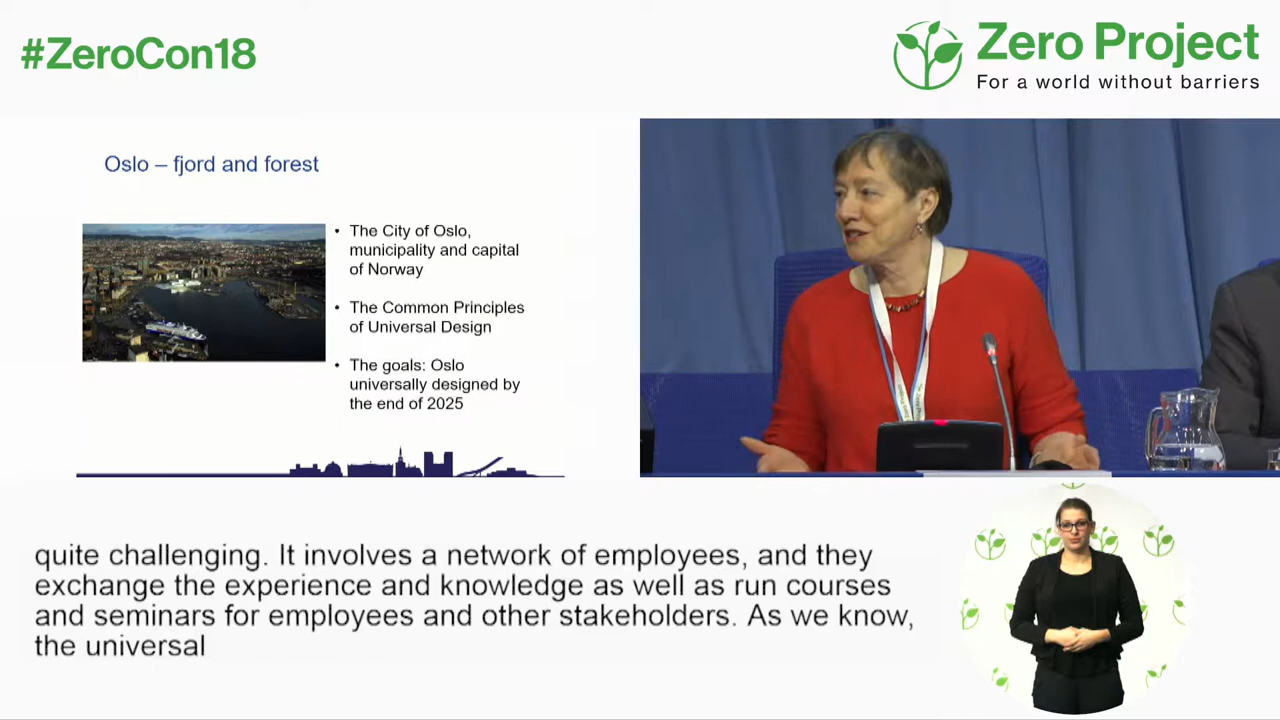 #ZeroCon18
Zero Project
For a world without barriers
Oslo – fjord and forest
• The City of Oslo,
municipality and capital
of Norway
• The Common Principles
of Universal Design
• The goals: Oslo
universally designed by
the end of 2025
quite challenging. It involves a network of employees, and they
exchange the experience and knowledge as well as run courses
and seminars for employees and other stakeholders. As we know,
the universal